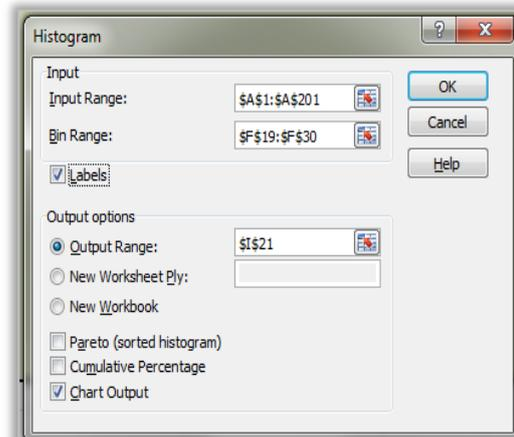 Histogram
?
X
Input
Input Range:
$A$1:$A$201
Bin Range:
$F$19:$F$30
Labels
OK
Cancel
Help
Output options
Output Range:
$I$21
New Worksheet Ply:
New Workbook
Pareto (sorted histogram)
Cumulative Percentage
Chart Output